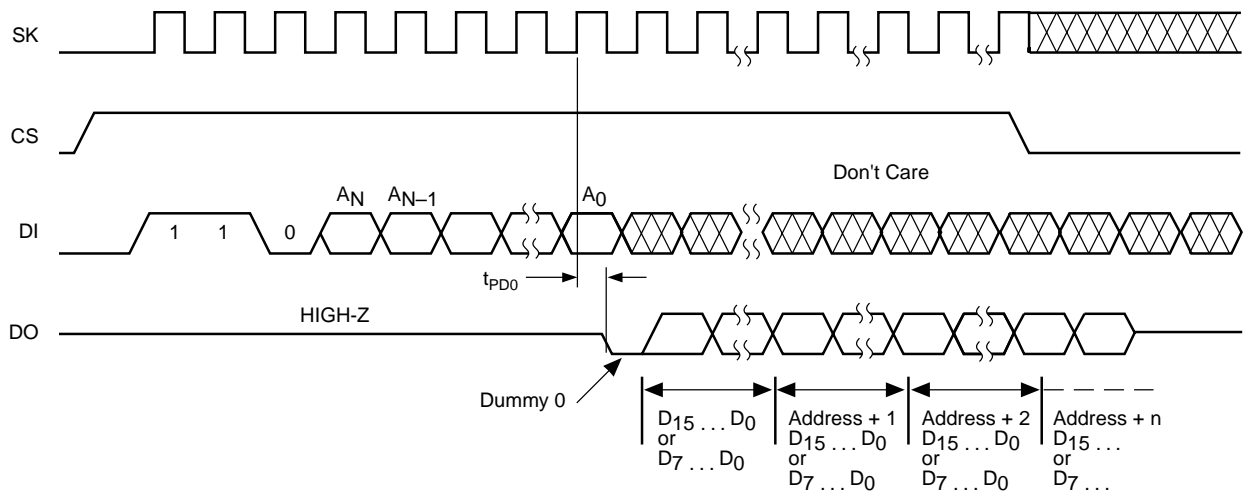 SK
CS
Don't Care
A_N A_N–1 A_0
DI
1 1 0
t_PD0
HIGH-Z
DO
Dummy 0
D_15 . . . D_0
or
D_7 . . . D_0
Address + 1
D_15 . . . D_0
or
D_7 . . . D_0
Address + 2
D_15 . . . D_0
or
D_7 . . . D_0
Address + n
D_15 . . .
or
D_7 . . .